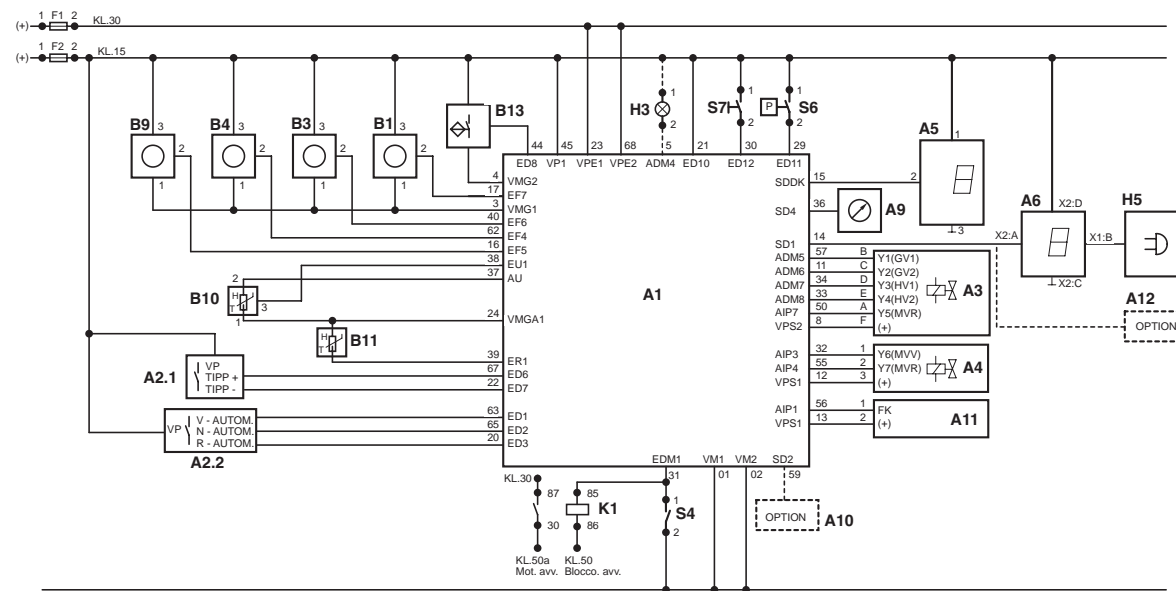 (+) 1 F1 2 KL.30
(+) 1 F2 2 KL.15
B9 3 2 1
B4 3 2 1
B3 3 2 1
B1 3 2 1
B13
H3 1 2
S7 1 2
P S6 1 2
44 45 23 68 5 21 30 29
ED8 VP1 VPE1 VPE2 ADM4 ED10 ED12 ED11
4 VMG2
17 EF7
3 VMG1
40 EF6
62 EF4
16 EF5
38 EU1
37 AU
24 VMGA1
39 ER1
67 ED6
22 ED7
63 ED1
65 ED2
20 ED3
B10 H T 2 3 1
B11 H T
A2.1
VP
TIPP +
TIPP -
VP
V - AUTOM.
N - AUTOM.
R - AUTOM.
A2.2
A1
SDDK 15 2
A5 1 3
SD4 36 A9
SD1 14 X2:A
A6 X2:D X1:B X2:C
H5
ADM5 57 B Y1(GV1)
ADM6 11 C Y2(GV2)
ADM7 34 D Y3(HV1)
ADM8 33 E Y4(HV2)
AIP7 50 A Y5(MVR)
VPS2 8 F (+)
A3
A12
OPTION
AIP3 32 1 Y6(MVV)
AIP4 55 2 Y7(MVR)
VPS1 12 3 (+)
A4
AIP1 56 1 FK
VPS1 13 2 (+)
A11
EDM1 VM1 VM2 SD2
31 01 02 59
KL.30
87
30
KL.50a
Mot. avv.
85
K1
86
KL.50
Blocco. avv.
1
S4
2
OPTION A10